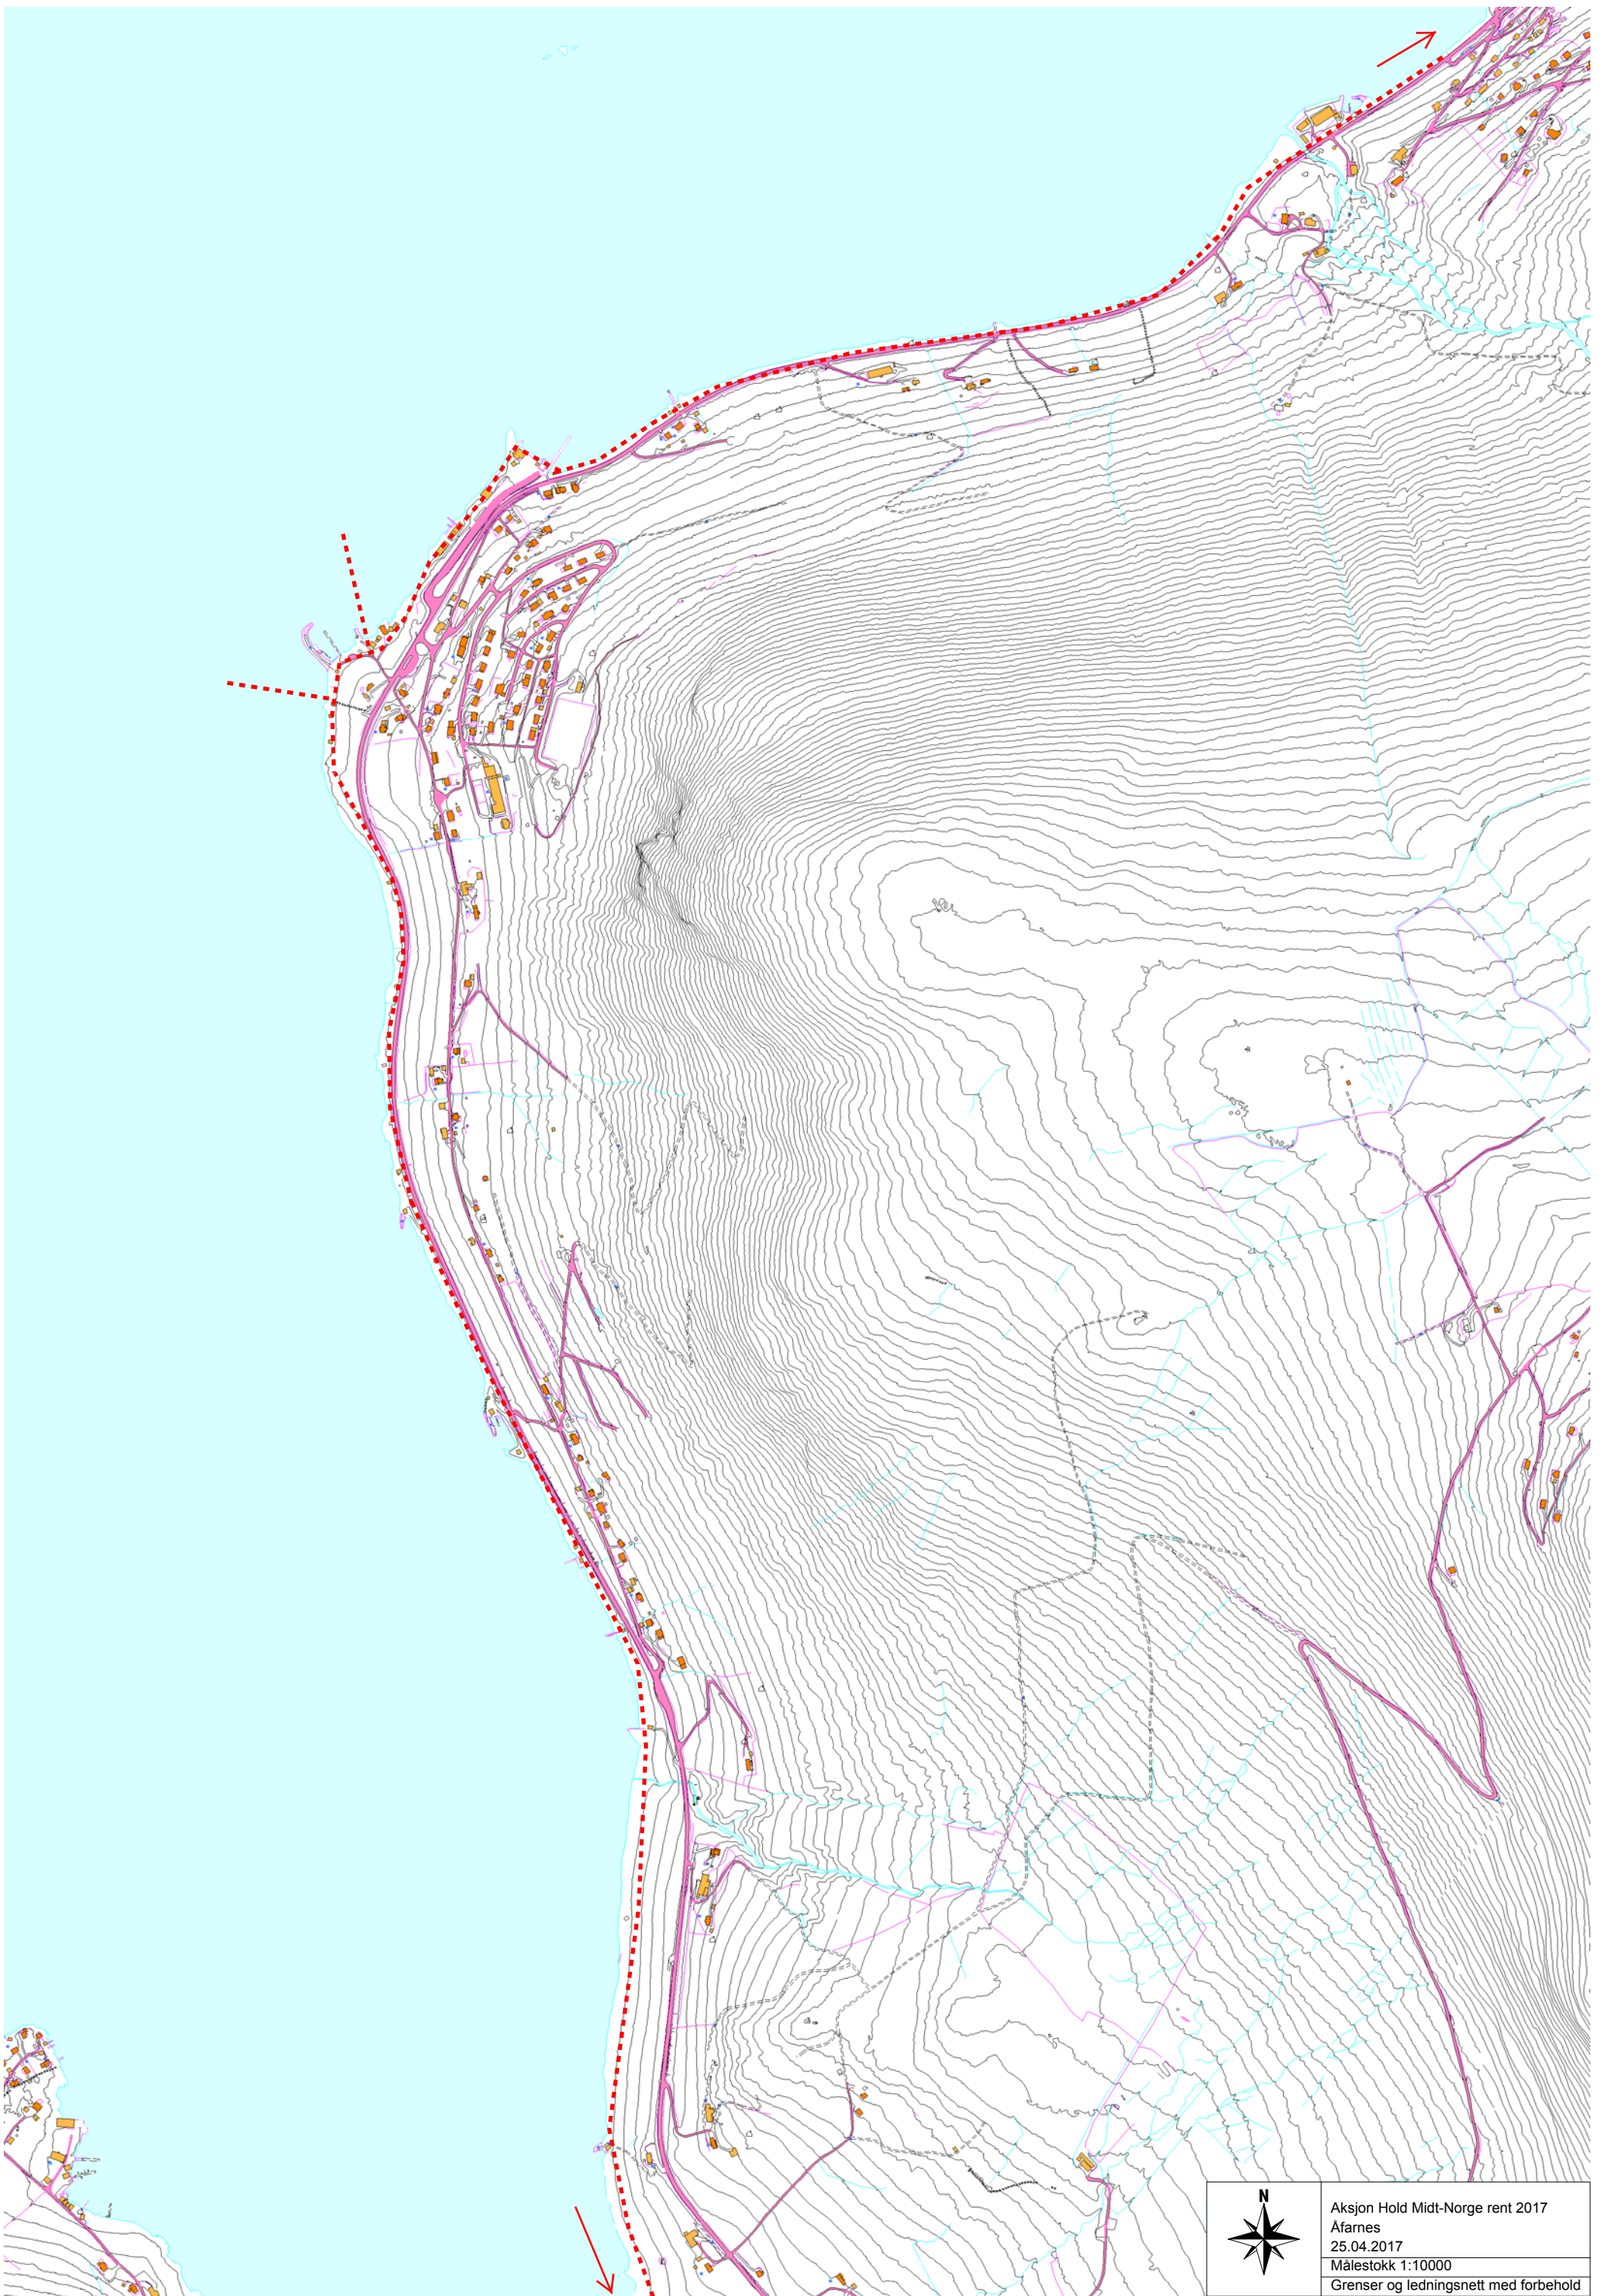 N
Aksjon Hold Midt-Norge rent 2017
Åfarnes
25.04.2017
Målestokk 1:10000
Grenser og ledningsnett med forbehold